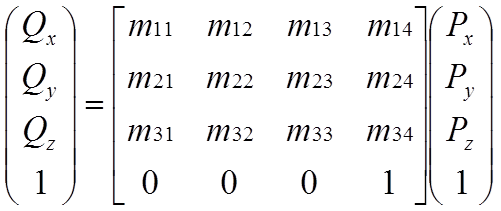 Qx m11 m12 m13 m14 Px
Qy m21 m22 m23 m24 Py
= 
Qz m31 m32 m33 m34 Pz
1 0 0 0 1 1